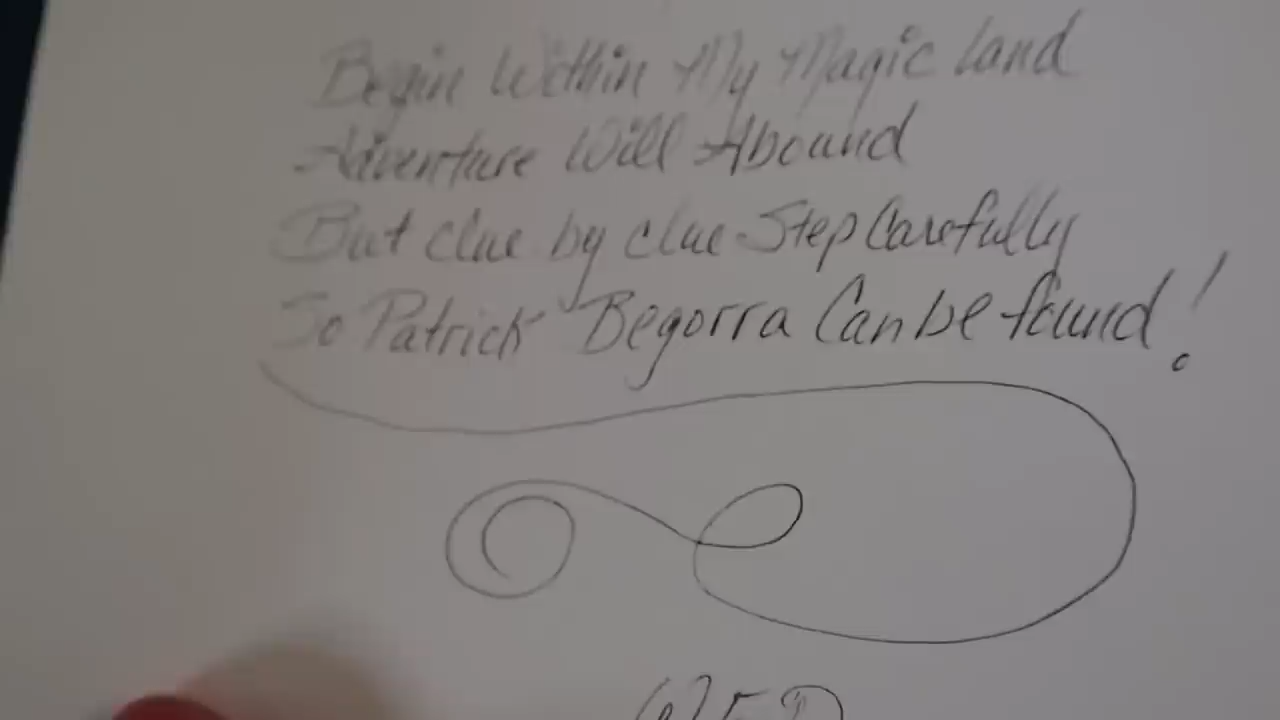 Begin Within My Magic Land
Adventure Will Abound
But Clue by Clue Step Carefully
So Patrick Begorra Can be found!